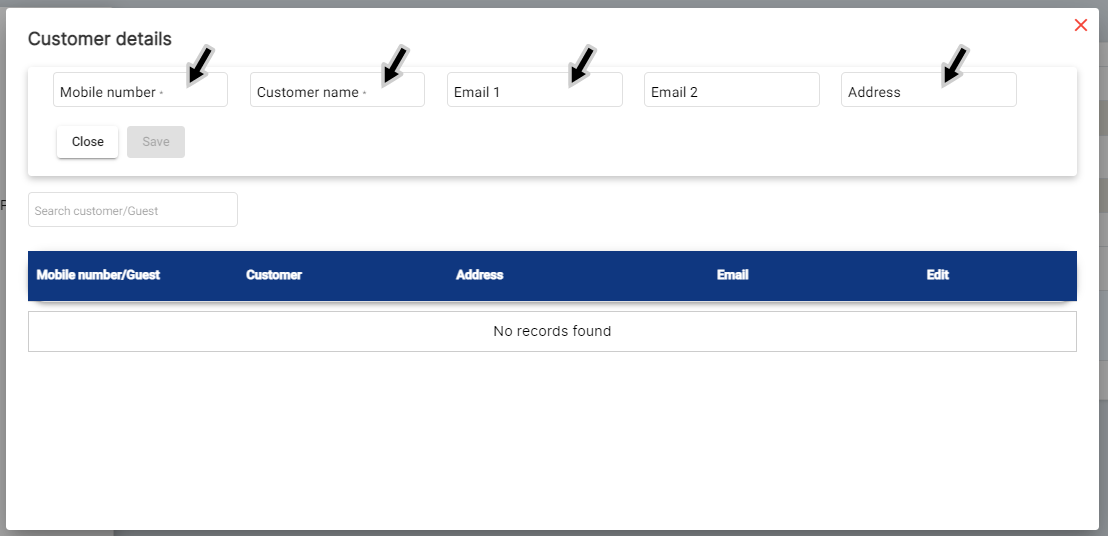 Customer details
Mobile number * Customer name * Email 1 Email 2 Address
Close Save
Search customer/Guest
Mobile number/Guest Customer Address Email Edit
No records found